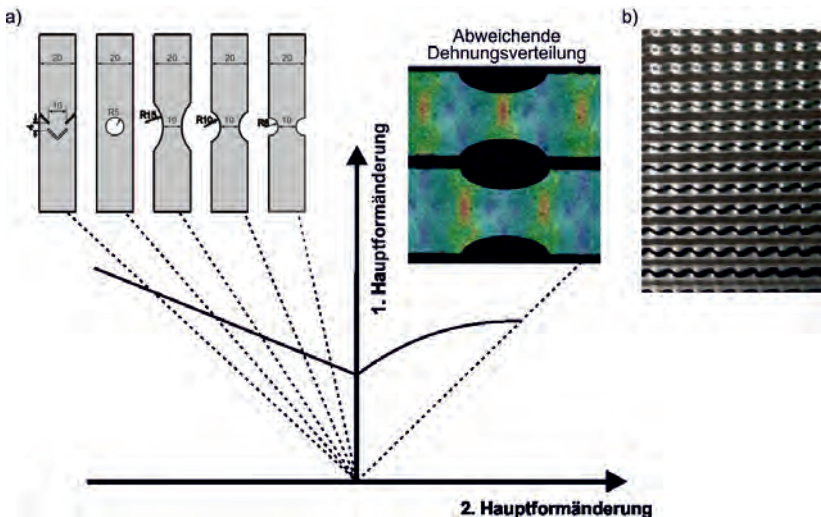 a)
b)
20
20
20
20
20
10
4
R5
R15
10
R10
10
R5
10
Abweichende
Dehnungsverteilung
1. Hauptformänderung
2. Hauptformänderung